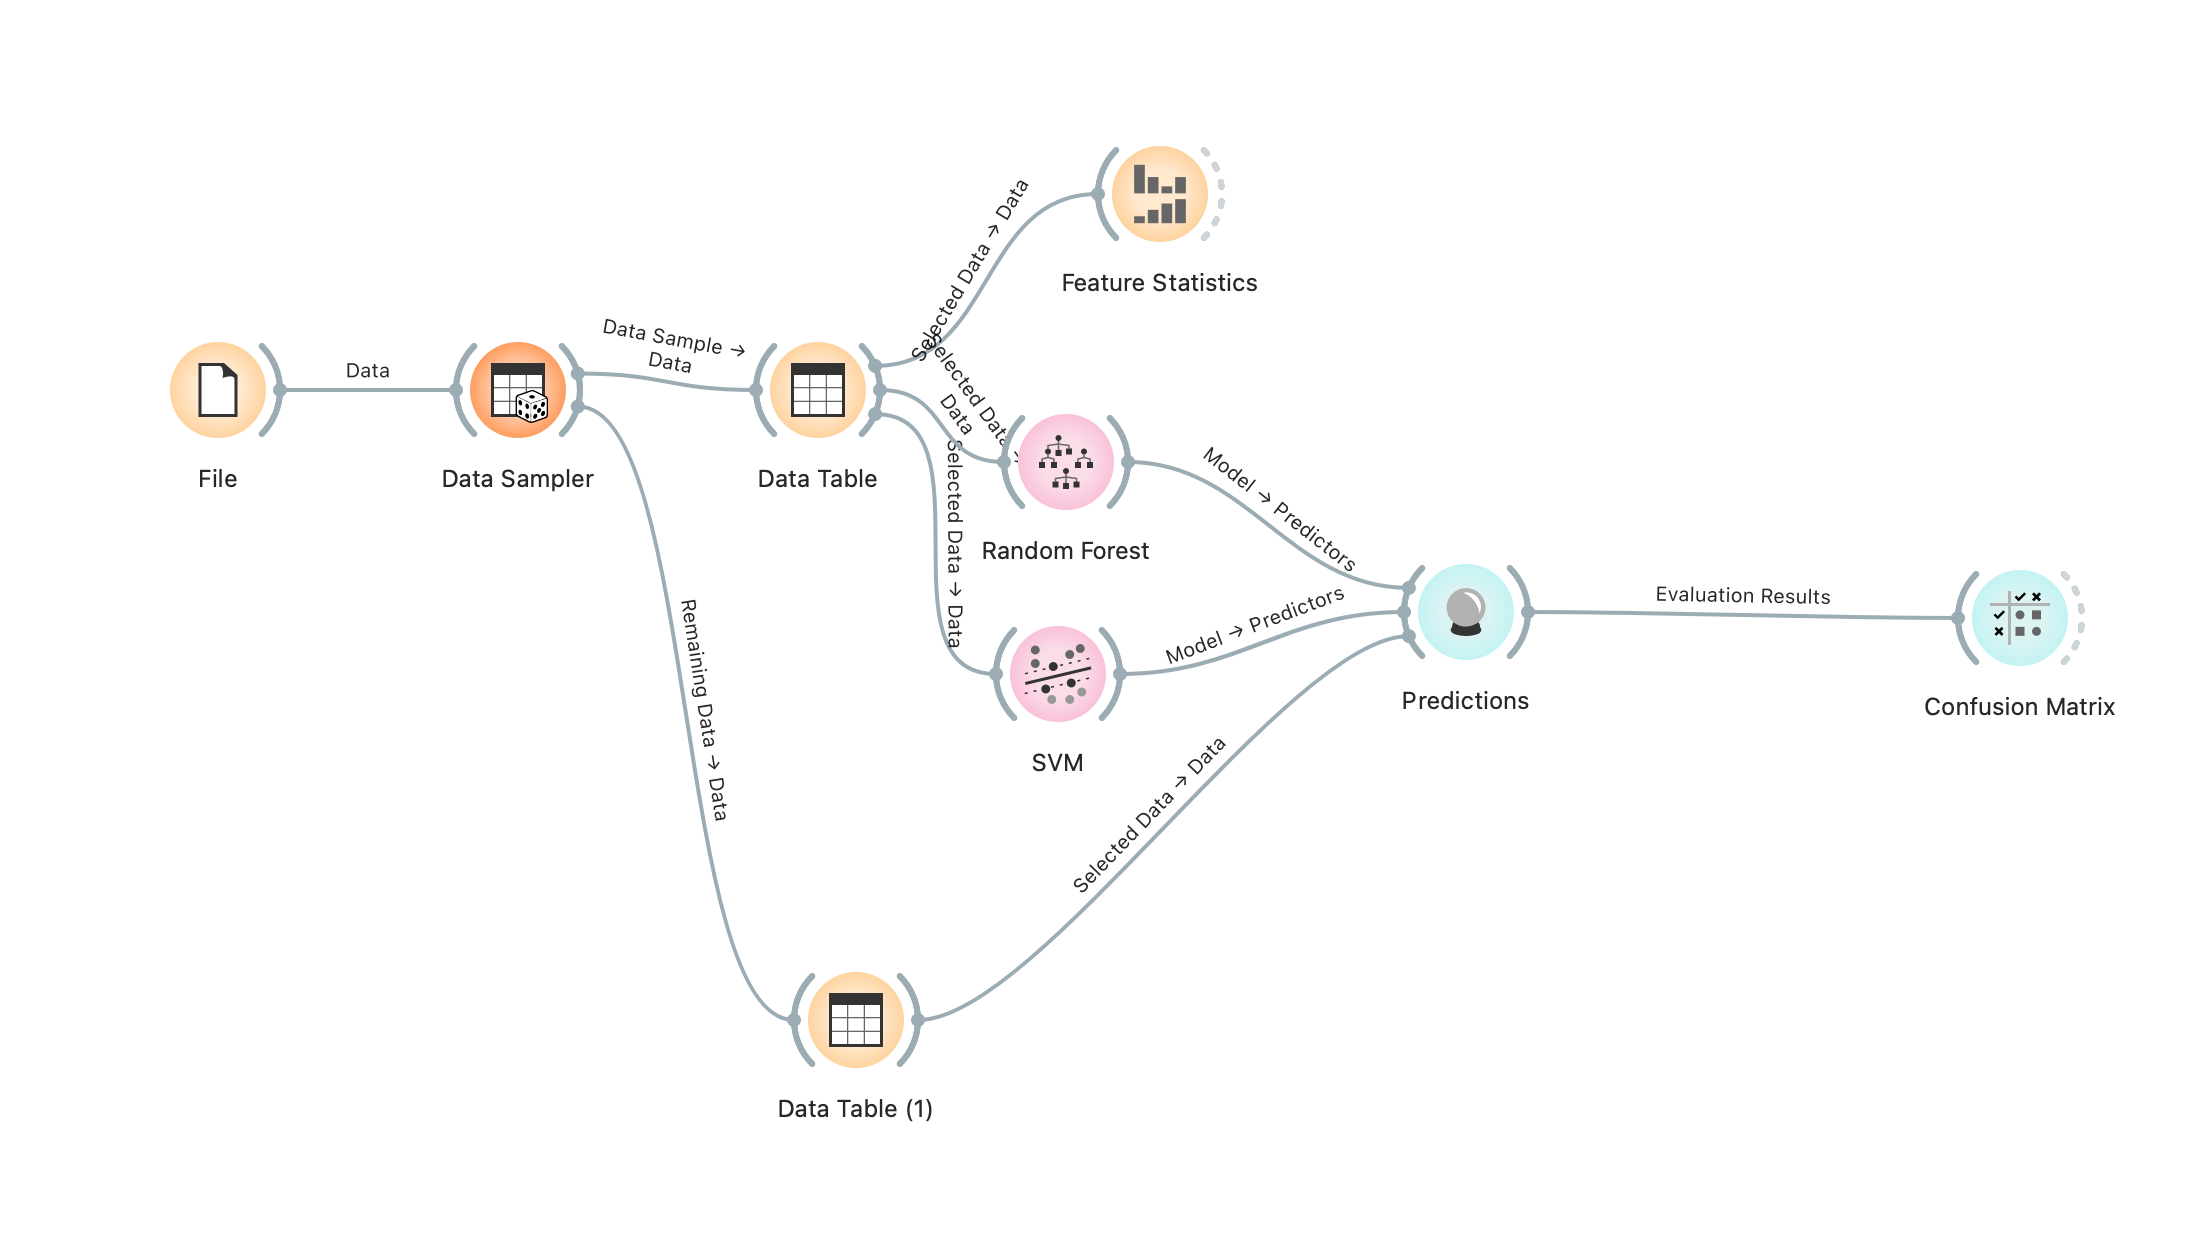 Selected Data → Data
Feature Statistics
Data
Data Sample →
Data
File
Data Sampler
Data Table
Selected Data →
Data
Random Forest
Selected Data → Data
SVM
Model → Predictors
Model → Predictors
Predictions
Evaluation Results
Confusion Matrix
Remaining Data → Data
Selected Data → Data
Data Table (1)